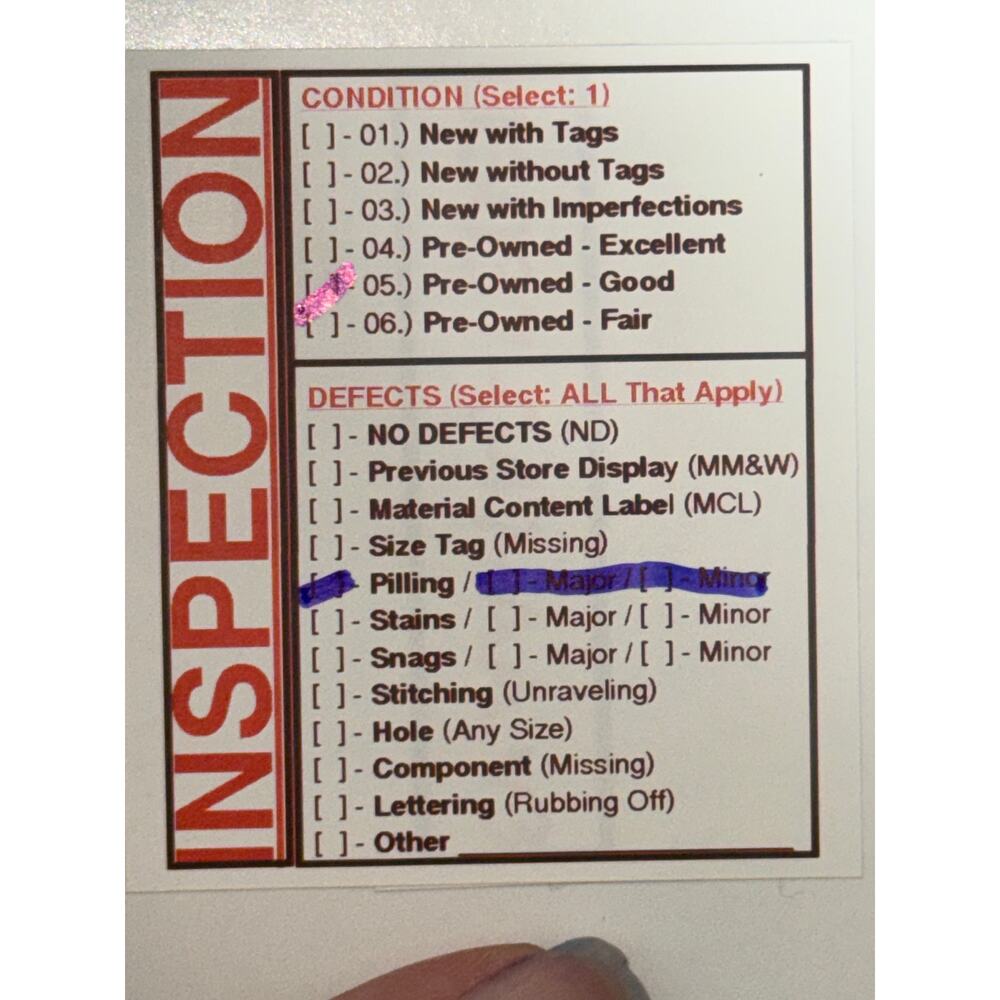 INSPECTION
CONDITION (Select: 1)
[ ] - 01.) New with Tags
[ ] - 02.) New without Tags
[ ] - 03.) New with Imperfections
[ ] - 04.) Pre-Owned - Excellent
[ ] - 05.) Pre-Owned - Good
[ ] - 06.) Pre-Owned - Fair
DEFECTS (Select: ALL That Apply)
[ ] - NO DEFECTS (ND)
[ ] - Previous Store Display (MM&W)
[ ] - Material Content Label (MCL)
[ ] - Size Tag (Missing)
[ ] - Pilling / [ ] - Major / [ ] - Minor
[ ] - Stains / [ ] - Major / [ ] - Minor
[ ] - Snags / [ ] - Major / [ ] - Minor
[ ] - Stitching (Unraveling)
[ ] - Hole (Any Size)
[ ] - Component (Missing)
[ ] - Lettering (Rubbing Off)
[ ] - Other